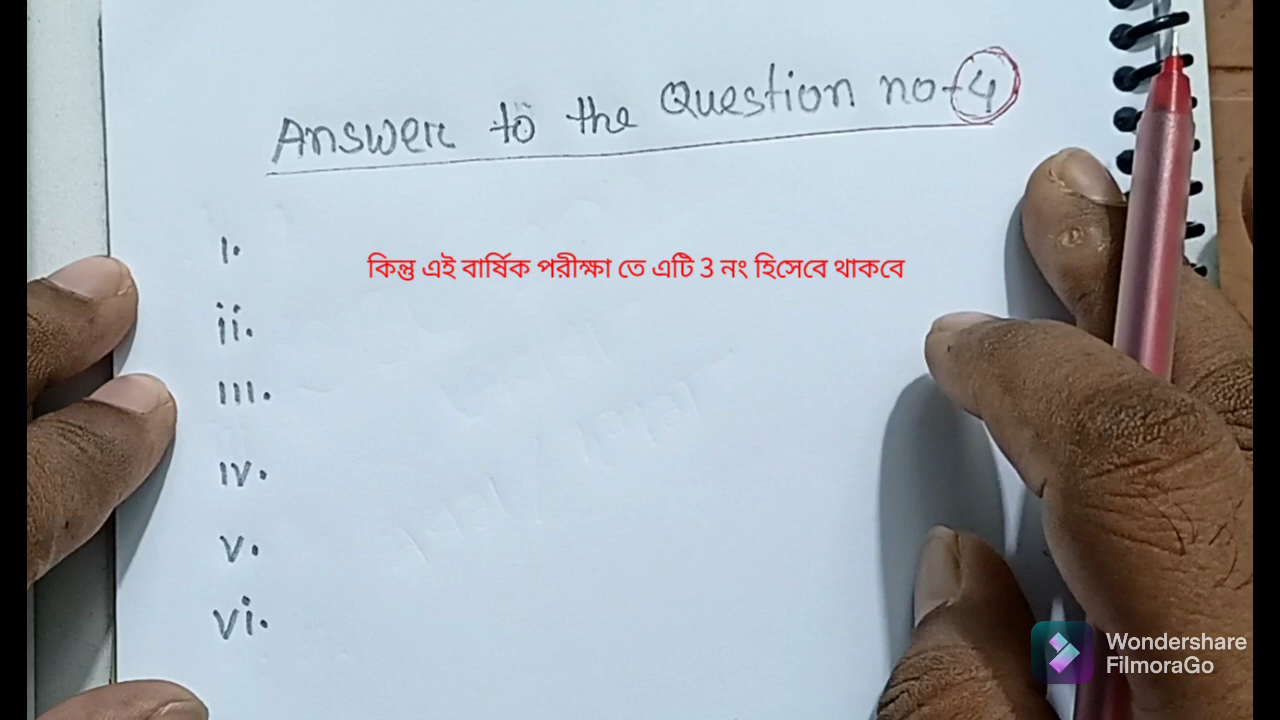 Answer to the Question no-4
i.
কিন্তু এই বার্ষিক পরীক্ষা তে এটি 3 নং হিসেবে থাকবে
ii.
iii.
iv.
v.
vi.
Wondershare
FilmoraGo